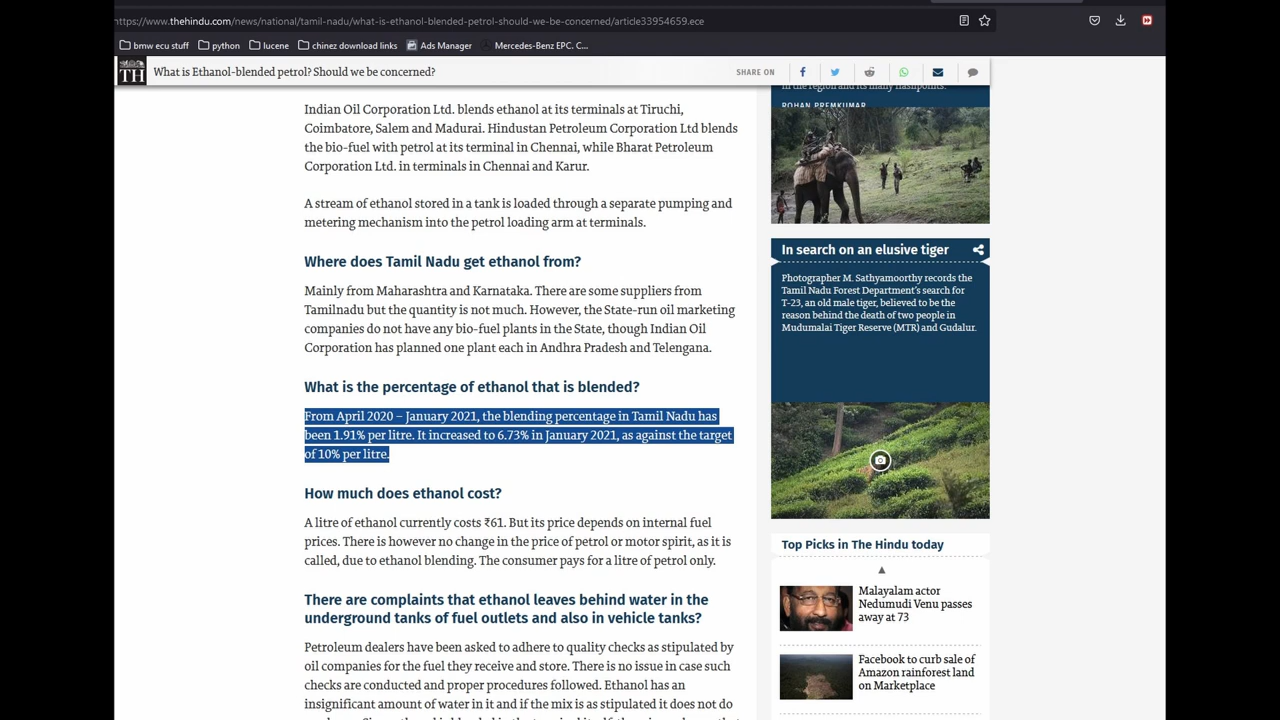 https://www.thehindu.com/news/national/tamil-nadu/what-is-ethanol-blended-petrol-should-we-be-concerned/article33954659.ece
bmw ecu stuff
python
lucene
chinez download links
Ads Manager
Mercedes-Benz EPC. C...
TH
What is Ethanol-blended petrol? Should we be concerned?
SHARE ON
Indian Oil Corporation Ltd. blends ethanol at its terminals at Tiruchi,
Coimbatore, Salem and Madurai. Hindustan Petroleum Corporation Ltd blends
the bio-fuel with petrol at its terminal in Chennai, while Bharat Petroleum
Corporation Ltd. in terminals in Chennai and Karur.
A stream of ethanol stored in a tank is loaded through a separate pumping and
metering mechanism into the petrol loading arm at terminals.
Where does Tamil Nadu get ethanol from?
Mainly from Maharashtra and Karnataka. There are some suppliers from
Tamilnadu but the quantity is not much. However, the State-run oil marketing
companies do not have any bio-fuel plants in the State, though Indian Oil
Corporation has planned one plant each in Andhra Pradesh and Telengana.
What is the percentage of ethanol that is blended?
From April 2020 – January 2021, the blending percentage in Tamil Nadu has
been 1.91% per litre. It increased to 6.73% in January 2021, as against the target
of 10% per litre.
How much does ethanol cost?
A litre of ethanol currently costs ₹61. But its price depends on internal fuel
prices. There is however no change in the price of petrol or motor spirit, as it is
called, due to ethanol blending. The consumer pays for a litre of petrol only.
There are complaints that ethanol leaves behind water in the
underground tanks of fuel outlets and also in vehicle tanks?
Petroleum dealers have been asked to adhere to quality checks as stipulated by
oil companies for the fuel they receive and store. There is no issue in case such
checks are conducted and proper procedures followed. Ethanol has an
insignificant amount of water in it and if the mix is as stipulated it does not do
in the region and its many flashpoints.
ROHAN PREMKUMAR
In search on an elusive tiger
Photographer M. Sathyamoorthy records the
Tamil Nadu Forest Department's search for
T-23, an old male tiger, believed to be the
reason behind the death of two people in
Mudumalai Tiger Reserve (MTR) and Gudalur.
Top Picks in The Hindu today
Malayalam actor
Nedumudi Venu passes
away at 73
Facebook to curb sale of
Amazon rainforest land
on Marketplace